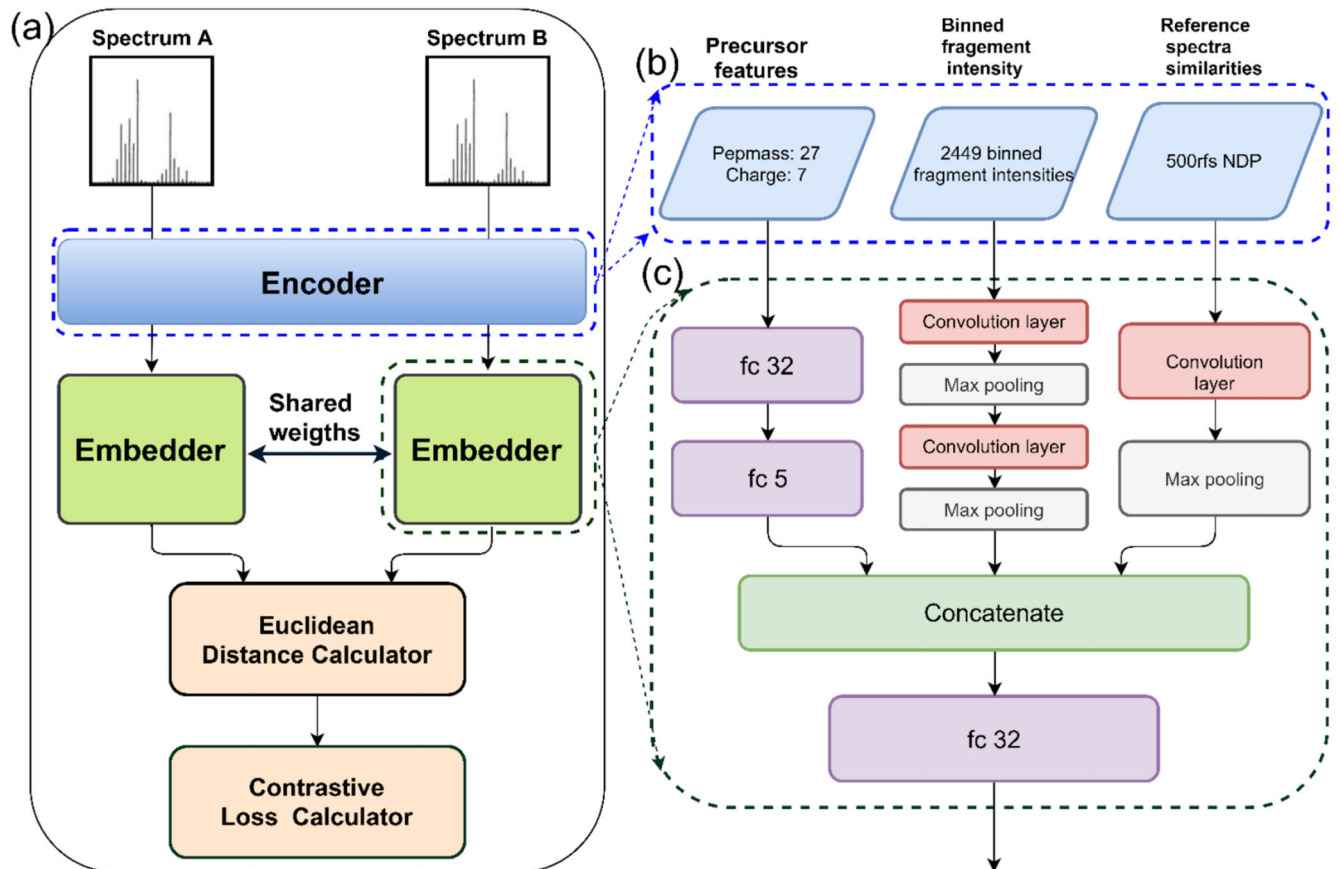 (a)
Spectrum A
Spectrum B
Encoder
Embedder
Shared
weigths
Embedder
Euclidean
Distance Calculator
Contrastive
Loss Calculator
(b)
Precursor
features
Binned
fragement
intensity
Reference
spectra
similarities
Pepmass: 27
Charge: 7
2449 binned
fragment intensities
500rfs NDP
(c)
fc 32
fc 5
Convolution layer
Max pooling
Convolution layer
Max pooling
Convolution
layer
Max pooling
Concatenate
fc 32